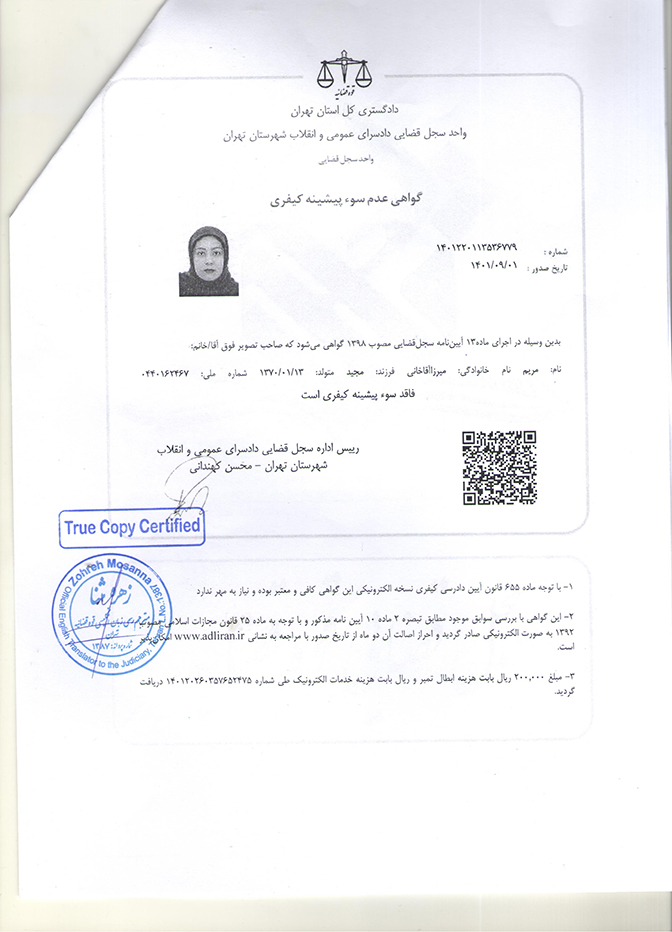 قوه قضائیه
دادگستری کل استان تهران
واحد سجل قضایی دادسرای عمومی و انقلاب شهرستان تهران
واحد سجل قضایی
گواهی عدم سوء پیشینه کیفری
شماره : ۱۴۰۱۲۲۰۱۱۳۵۳۶۷۷۹
تاریخ صدور : ۱۴۰۱/۰۹/۰۱
بدین وسیله در اجرای ماده۱۳ آیین‌نامه سجل‌قضایی مصوب ۱۳۹۸ گواهی می‌شود که صاحب تصویر فوق آقا/خانم:
نام: مریم نام خانوادگی: میرزاآقاخانی فرزند: مجید متولد: ۱۳۷۰/۰۱/۱۳ شماره ملی: ۰۴۴۰۱۶۲۴۶۷
فاقد سوء پیشینه کیفری است
رییس اداره سجل قضایی دادسرای عمومی و انقلاب
شهرستان تهران - محسن کهندانی
True Copy Certified
Zohreh Mosanna
Official English Translator to the Judiciary, No.1387
۱- با توجه ماده ۶۵۵ قانون آیین دادرسی کیفری نسخه الکترونیکی این گواهی کافی و معتبر بوده و نیاز به مهر ندارد
۲- این گواهی با بررسی سوابق موجود مطابق تبصره ۲ ماده ۱۰ آیین نامه مذکور و با توجه به ماده ۲۵ قانون مجازات اسلامی مصوب
۱۳۹۲ به صورت الکترونیکی صادر گردید و احراز اصالت آن دو ماه از تاریخ صدور با مراجعه به نشانی www.adliran.ir امکان پذیر
است.
۳- مبلغ ۲۰۰,۰۰۰ ریال بابت هزینه ابطال تمبر و ریال بابت هزینه خدمات الکترونیک طی شماره ۱۴۰۱۲۰۲۶۰۳۵۷۶۵۲۴۷۵ دریافت
گردید.